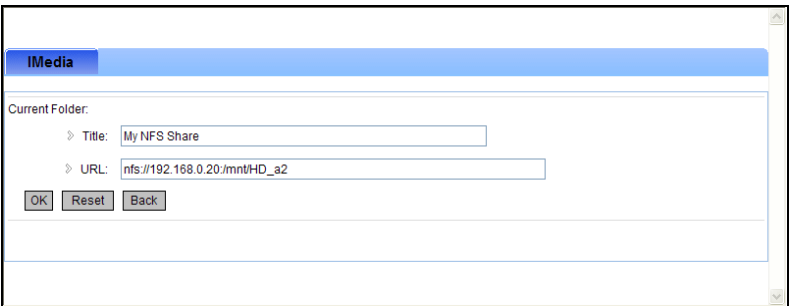 IMedia
Current Folder:
Title: My NFS Share
URL: nfs://192.168.0.20:/mnt/HD_a2
OK Reset Back